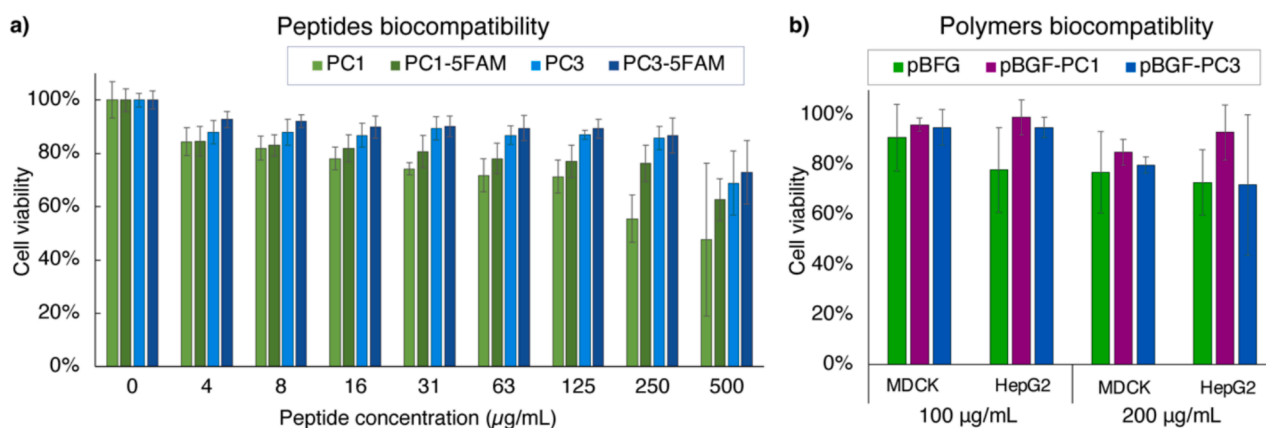 a)
Peptides biocompatibility
PC1 PC1-5FAM PC3 PC3-5FAM
Cell viability
100%
80%
60%
40%
20%
0%
0 4 8 16 31 63 125 250 500
Peptide concentration (µg/mL)
b)
Polymers biocompatiblity
pBFG pBGF-PC1 pBGF-PC3
Cell viability
100%
80%
60%
40%
20%
0%
MDCK HepG2 MDCK HepG2
100 µg/mL 200 µg/mL